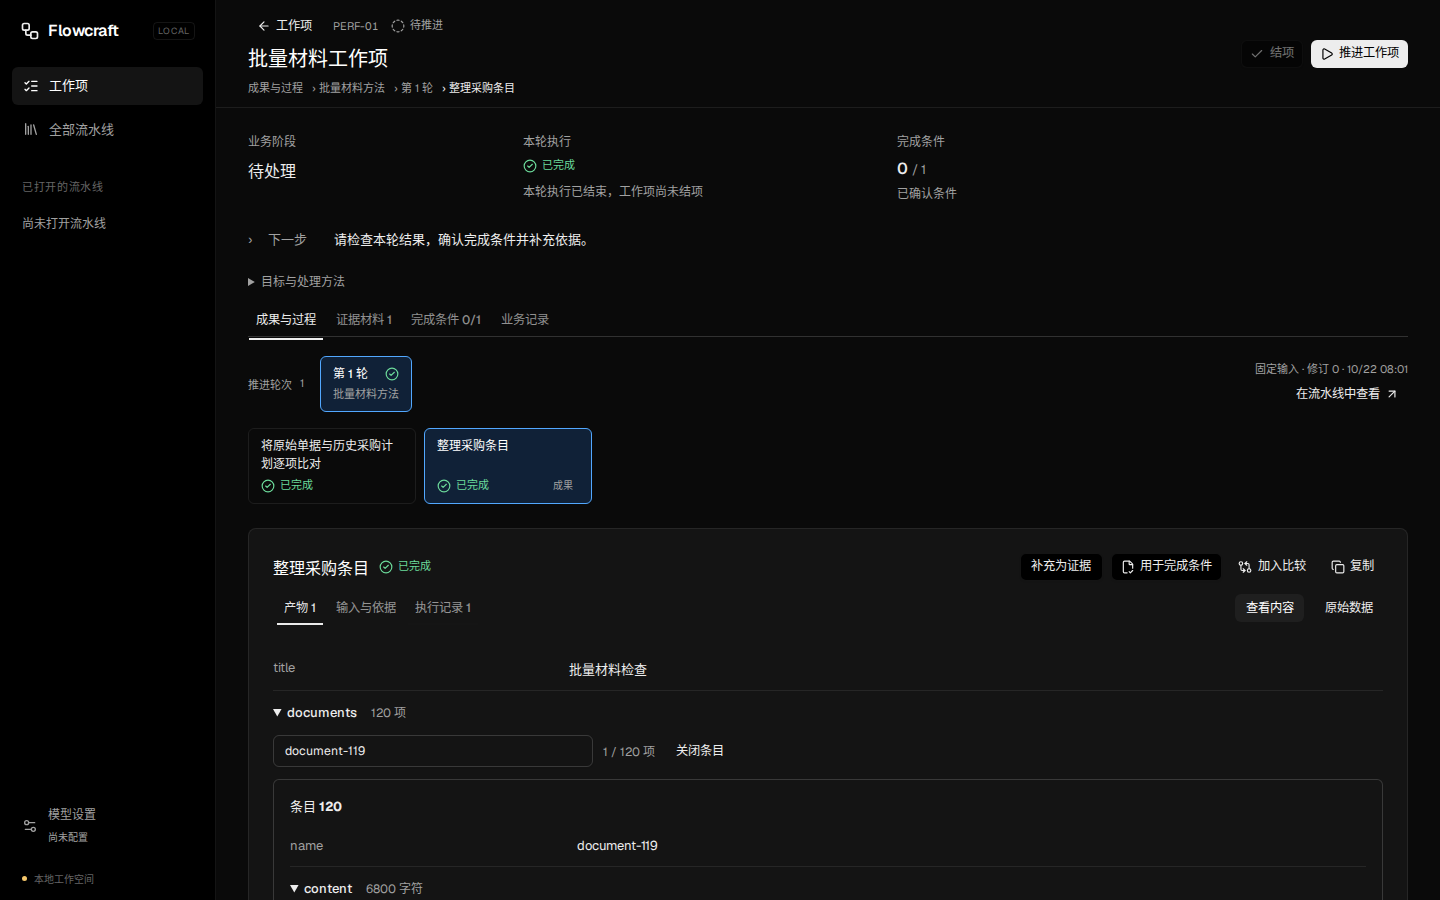 Flowcraft
LOCAL
工作项
全部流水线
已打开的流水线
尚未打开流水线
模型设置
尚未配置
本地工作空间
工作项 PERF-01 待推进
批量材料工作项
成果与过程 › 批量材料方法 › 第 1 轮 › 整理采购条目
结项
推进工作项
业务阶段
待处理
本轮执行
已完成
本轮执行已结束，工作项尚未结项
完成条件
0 / 1
已确认条件
› 下一步 请检查本轮结果，确认完成条件并补充依据。
目标与处理方法
成果与过程 证据材料 1 完成条件 0/1 业务记录
推进轮次 1
第 1 轮
批量材料方法
固定输入 · 修订 0 · 10/22 08:01
在流水线中查看
将原始单据与历史采购计
划逐项比对
已完成
整理采购条目
已完成 成果
整理采购条目 已完成
补充为证据 用于完成条件 加入比较 复制
产物 1 输入与依据 执行记录 1
查看内容 原始数据
title 批量材料检查
documents 120 项
document-119 1 / 120 项 关闭条目
条目 120
name document-119
content 6800 字符